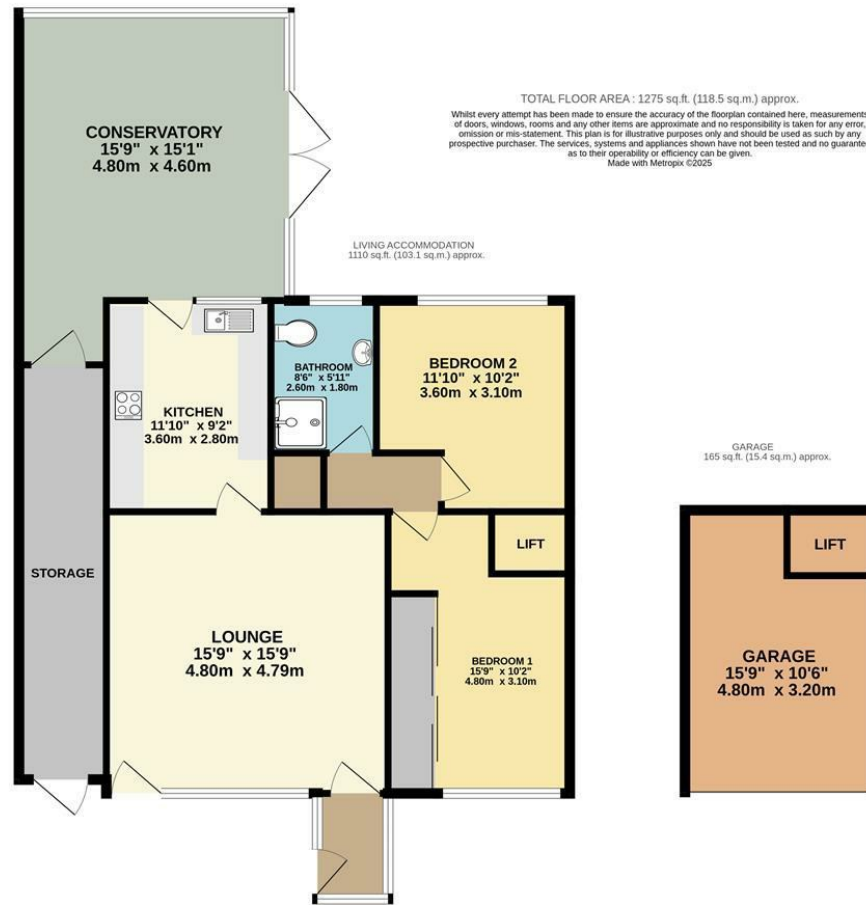 TOTAL FLOOR AREA : 1275 sq.ft. (118.5 sq.m.) approx.
Whilst every attempt has been made to ensure the accuracy of the floorplan contained here, measurements
of doors, windows, rooms and any other items are approximate and no responsibility is taken for any error,
omission or mis-statement. This plan is for illustrative purposes only and should be used as such by any
prospective purchaser. The services, systems and appliances shown have not been tested and no guarante
as to their operability or efficiency can be given.
Made with Metropix ©2025
CONSERVATORY
15'9" x 15'1"
4.80m x 4.60m
LIVING ACCOMMODATION
1110 sq.ft. (103.1 sq.m.) approx.
KITCHEN
11'10" x 9'2"
3.60m x 2.80m
BATHROOM
8'6" x 5'11"
2.60m x 1.80m
BEDROOM 2
11'10" x 10'2"
3.60m x 3.10m
GARAGE
165 sq.ft. (15.4 sq.m.) approx.
STORAGE
LIFT
LIFT
LOUNGE
15'9" x 15'9"
4.80m x 4.79m
BEDROOM 1
15'9" x 10'2"
4.80m x 3.10m
GARAGE
15'9" x 10'6"
4.80m x 3.20m